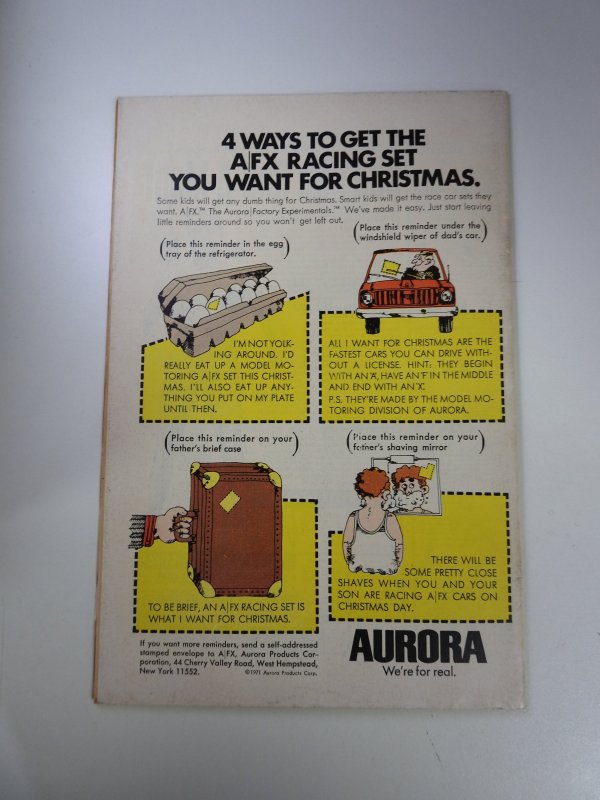 4 WAYS TO GET THE
A|FX RACING SET
YOU WANT FOR CHRISTMAS.
Some kids will get any dumb thing for Christmas. Smart kids will get the race car sets they
want. A|FX.™ The Aurora|Factory Experimentals.™ We've made it easy. Just start leaving
little reminders around so you won't get left out.
(Place this reminder in the egg
tray of the refrigerator.)
I'M NOT YOLK-
ING AROUND. I'D
REALLY EAT UP A MODEL MO-
TORING A|FX SET THIS CHRIST-
MAS. I'LL ALSO EAT UP ANY-
THING YOU PUT ON MY PLATE
UNTIL THEN.
(Place this reminder under the
windshield wiper of dad's car.)
ALL I WANT FOR CHRISTMAS ARE THE
FASTEST CARS YOU CAN DRIVE WITH-
OUT A LICENSE. HINT: THEY BEGIN
WITH AN 'A', HAVE AN 'F' IN THE MIDDLE
AND END WITH AN 'X'.
P.S. THEY'RE MADE BY THE MODEL MO-
TORING DIVISION OF AURORA.
(Place this reminder on your
father's brief case)
TO BE BRIEF, AN A|FX RACING SET IS
WHAT I WANT FOR CHRISTMAS.
(Place this reminder on your
father's shaving mirror)
THERE WILL BE
SOME PRETTY CLOSE
SHAVES WHEN YOU AND YOUR
SON ARE RACING A|FX CARS ON
CHRISTMAS DAY.
If you want more reminders, send a self-addressed
stamped envelope to A|FX, Aurora Products Cor-
poration, 44 Cherry Valley Road, West Hempstead,
New York 11552.
©1971 Aurora Products Corp.
AURORA
We're for real.